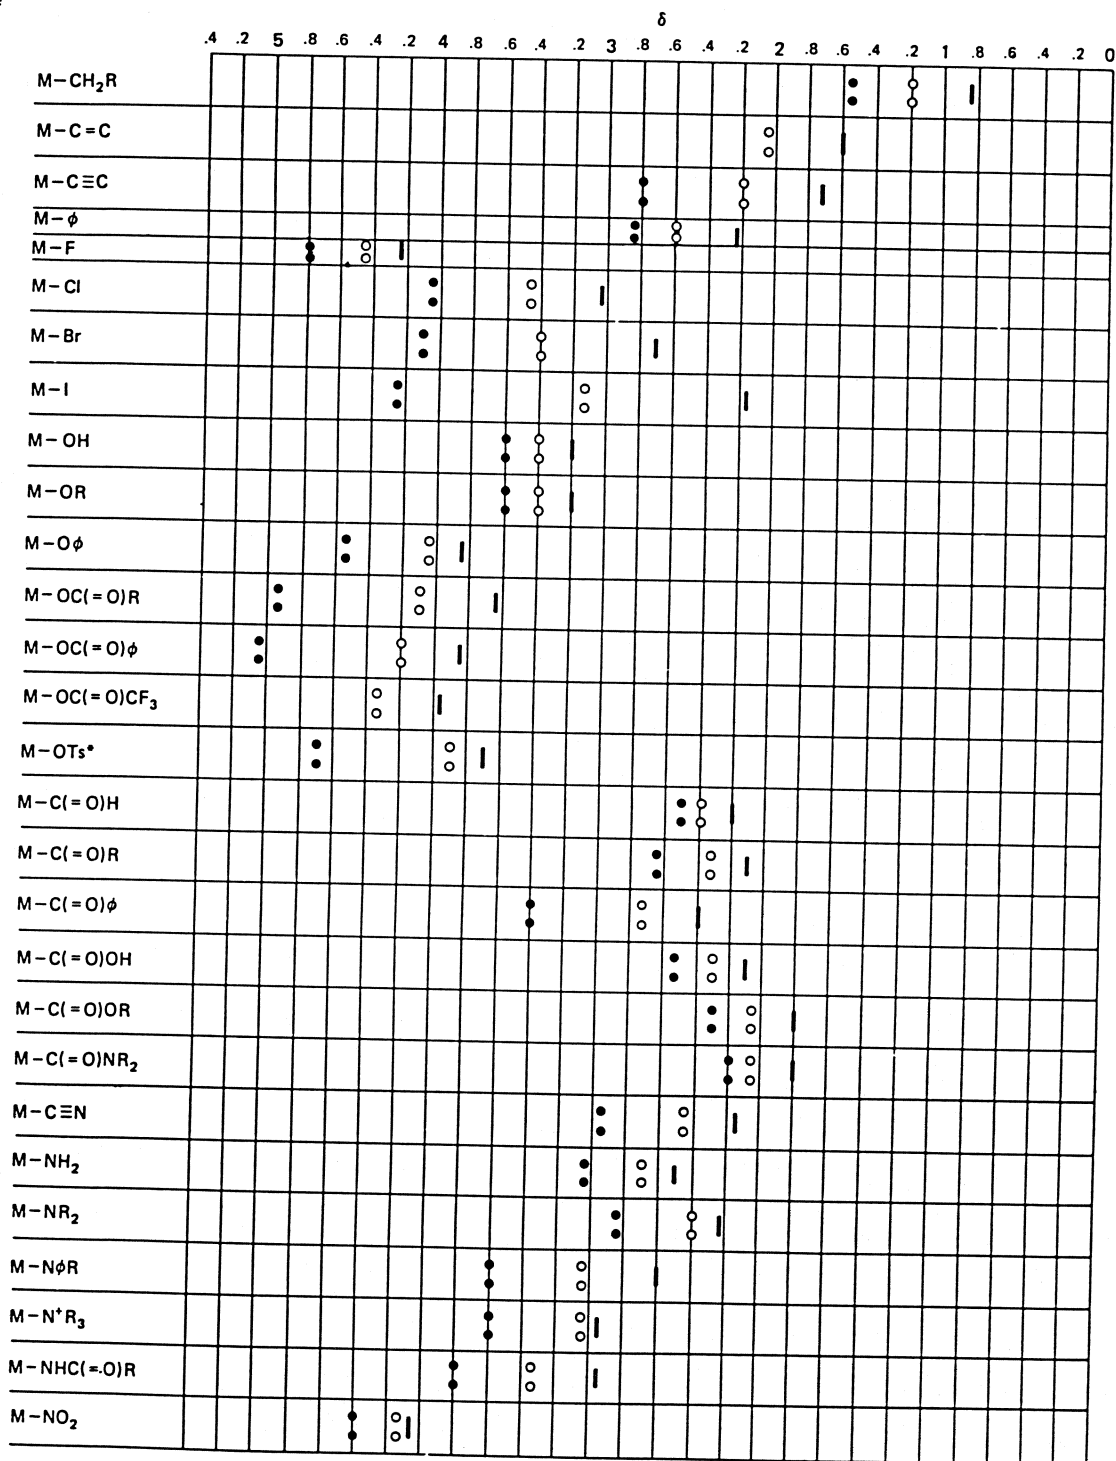 δ
.4 .2 5 .8 .6 .4 .2 4 .8 .6 .4 .2 3 .8 .6 .4 .2 2 .8 .6 .4 .2 1 .8 .6 .4 .2 0
M–CH₂R
M–C=C
M–C≡C
M–ϕ
M–F
M–Cl
M–Br
M–I
M–OH
M–OR
M–Oϕ
M–OC(=O)R
M–OC(=O)ϕ
M–OC(=O)CF₃
M–OTs*
M–C(=O)H
M–C(=O)R
M–C(=O)ϕ
M–C(=O)OH
M–C(=O)OR
M–C(=O)NR₂
M–C≡N
M–NH₂
M–NR₂
M–NϕR
M–N⁺R₃
M–NHC(=O)R
M–NO₂